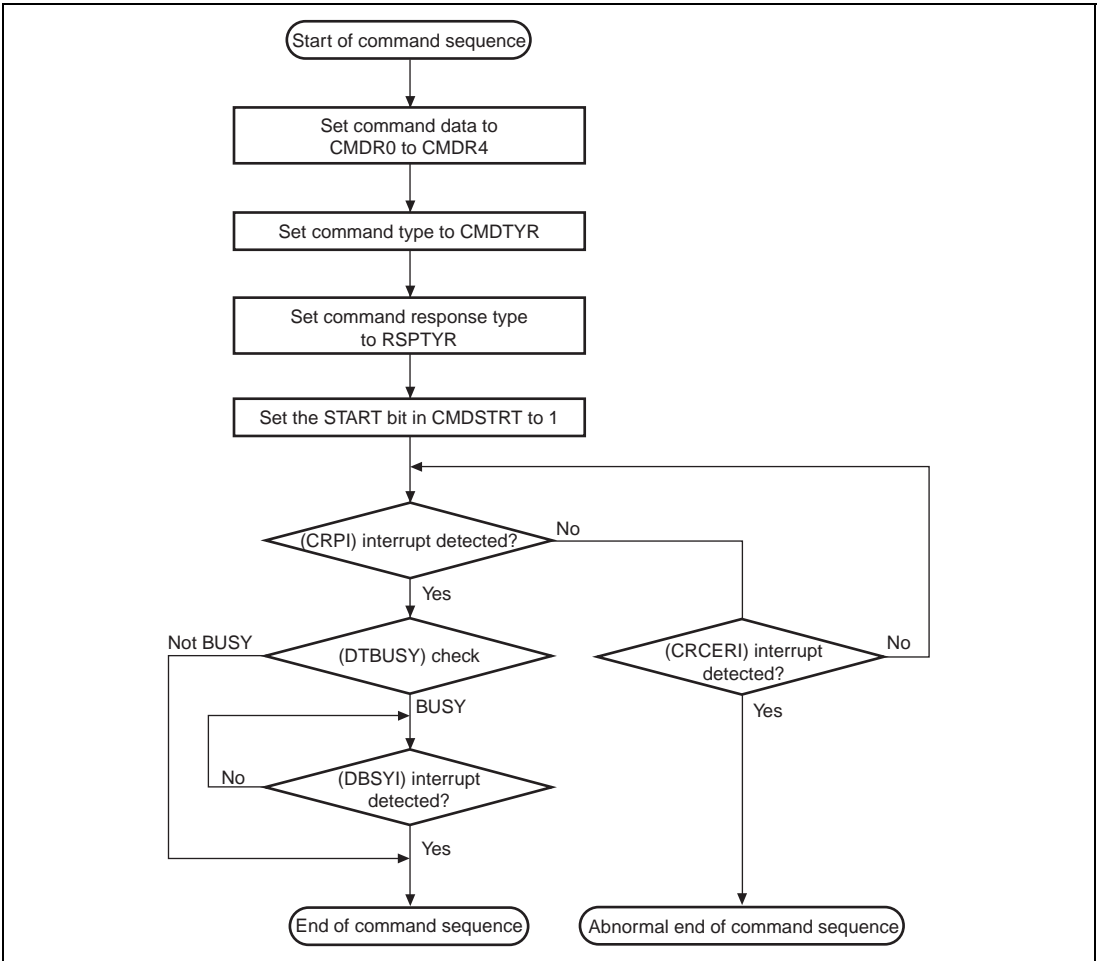 Start of command sequence
Set command data to
CMDR0 to CMDR4
Set command type to CMDTYR
Set command response type
to RSPTYR
Set the START bit in CMDSTRT to 1
(CRPI) interrupt detected?
No
Yes
Not BUSY
(DTBUSY) check
(CRCERI) interrupt
detected?
No
BUSY
Yes
No
(DBSYI) interrupt
detected?
Yes
End of command sequence
Abnormal end of command sequence